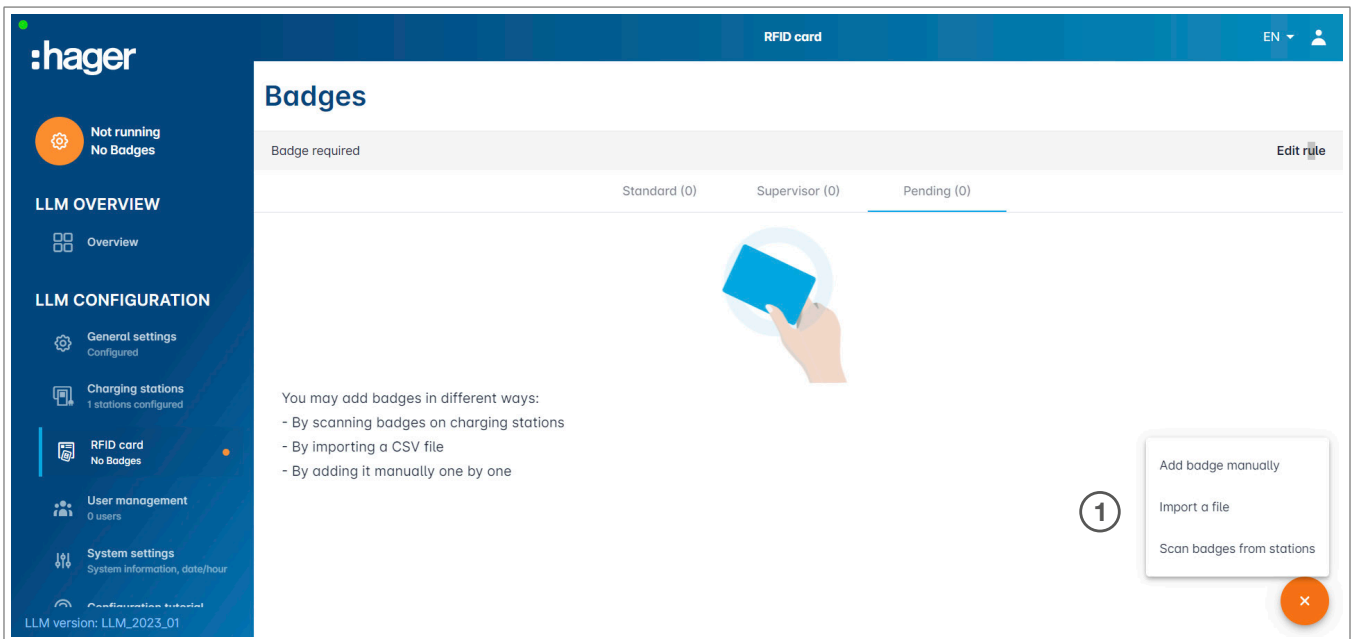 :hager
RFID card
EN
Not running
No Badges
LLM OVERVIEW
Overview
LLM CONFIGURATION
General settings
Configured
Charging stations
1 stations configured
RFID card
No Badges
User management
0 users
System settings
System information, date/hour
Configuration tutorial
LLM version: LLM_2023_01
Badges
Badge required
Edit rule
Standard (0) Supervisor (0) Pending (0)
You may add badges in different ways:
- By scanning badges on charging stations
- By importing a CSV file
- By adding it manually one by one
1
Add badge manually
Import a file
Scan badges from stations
×